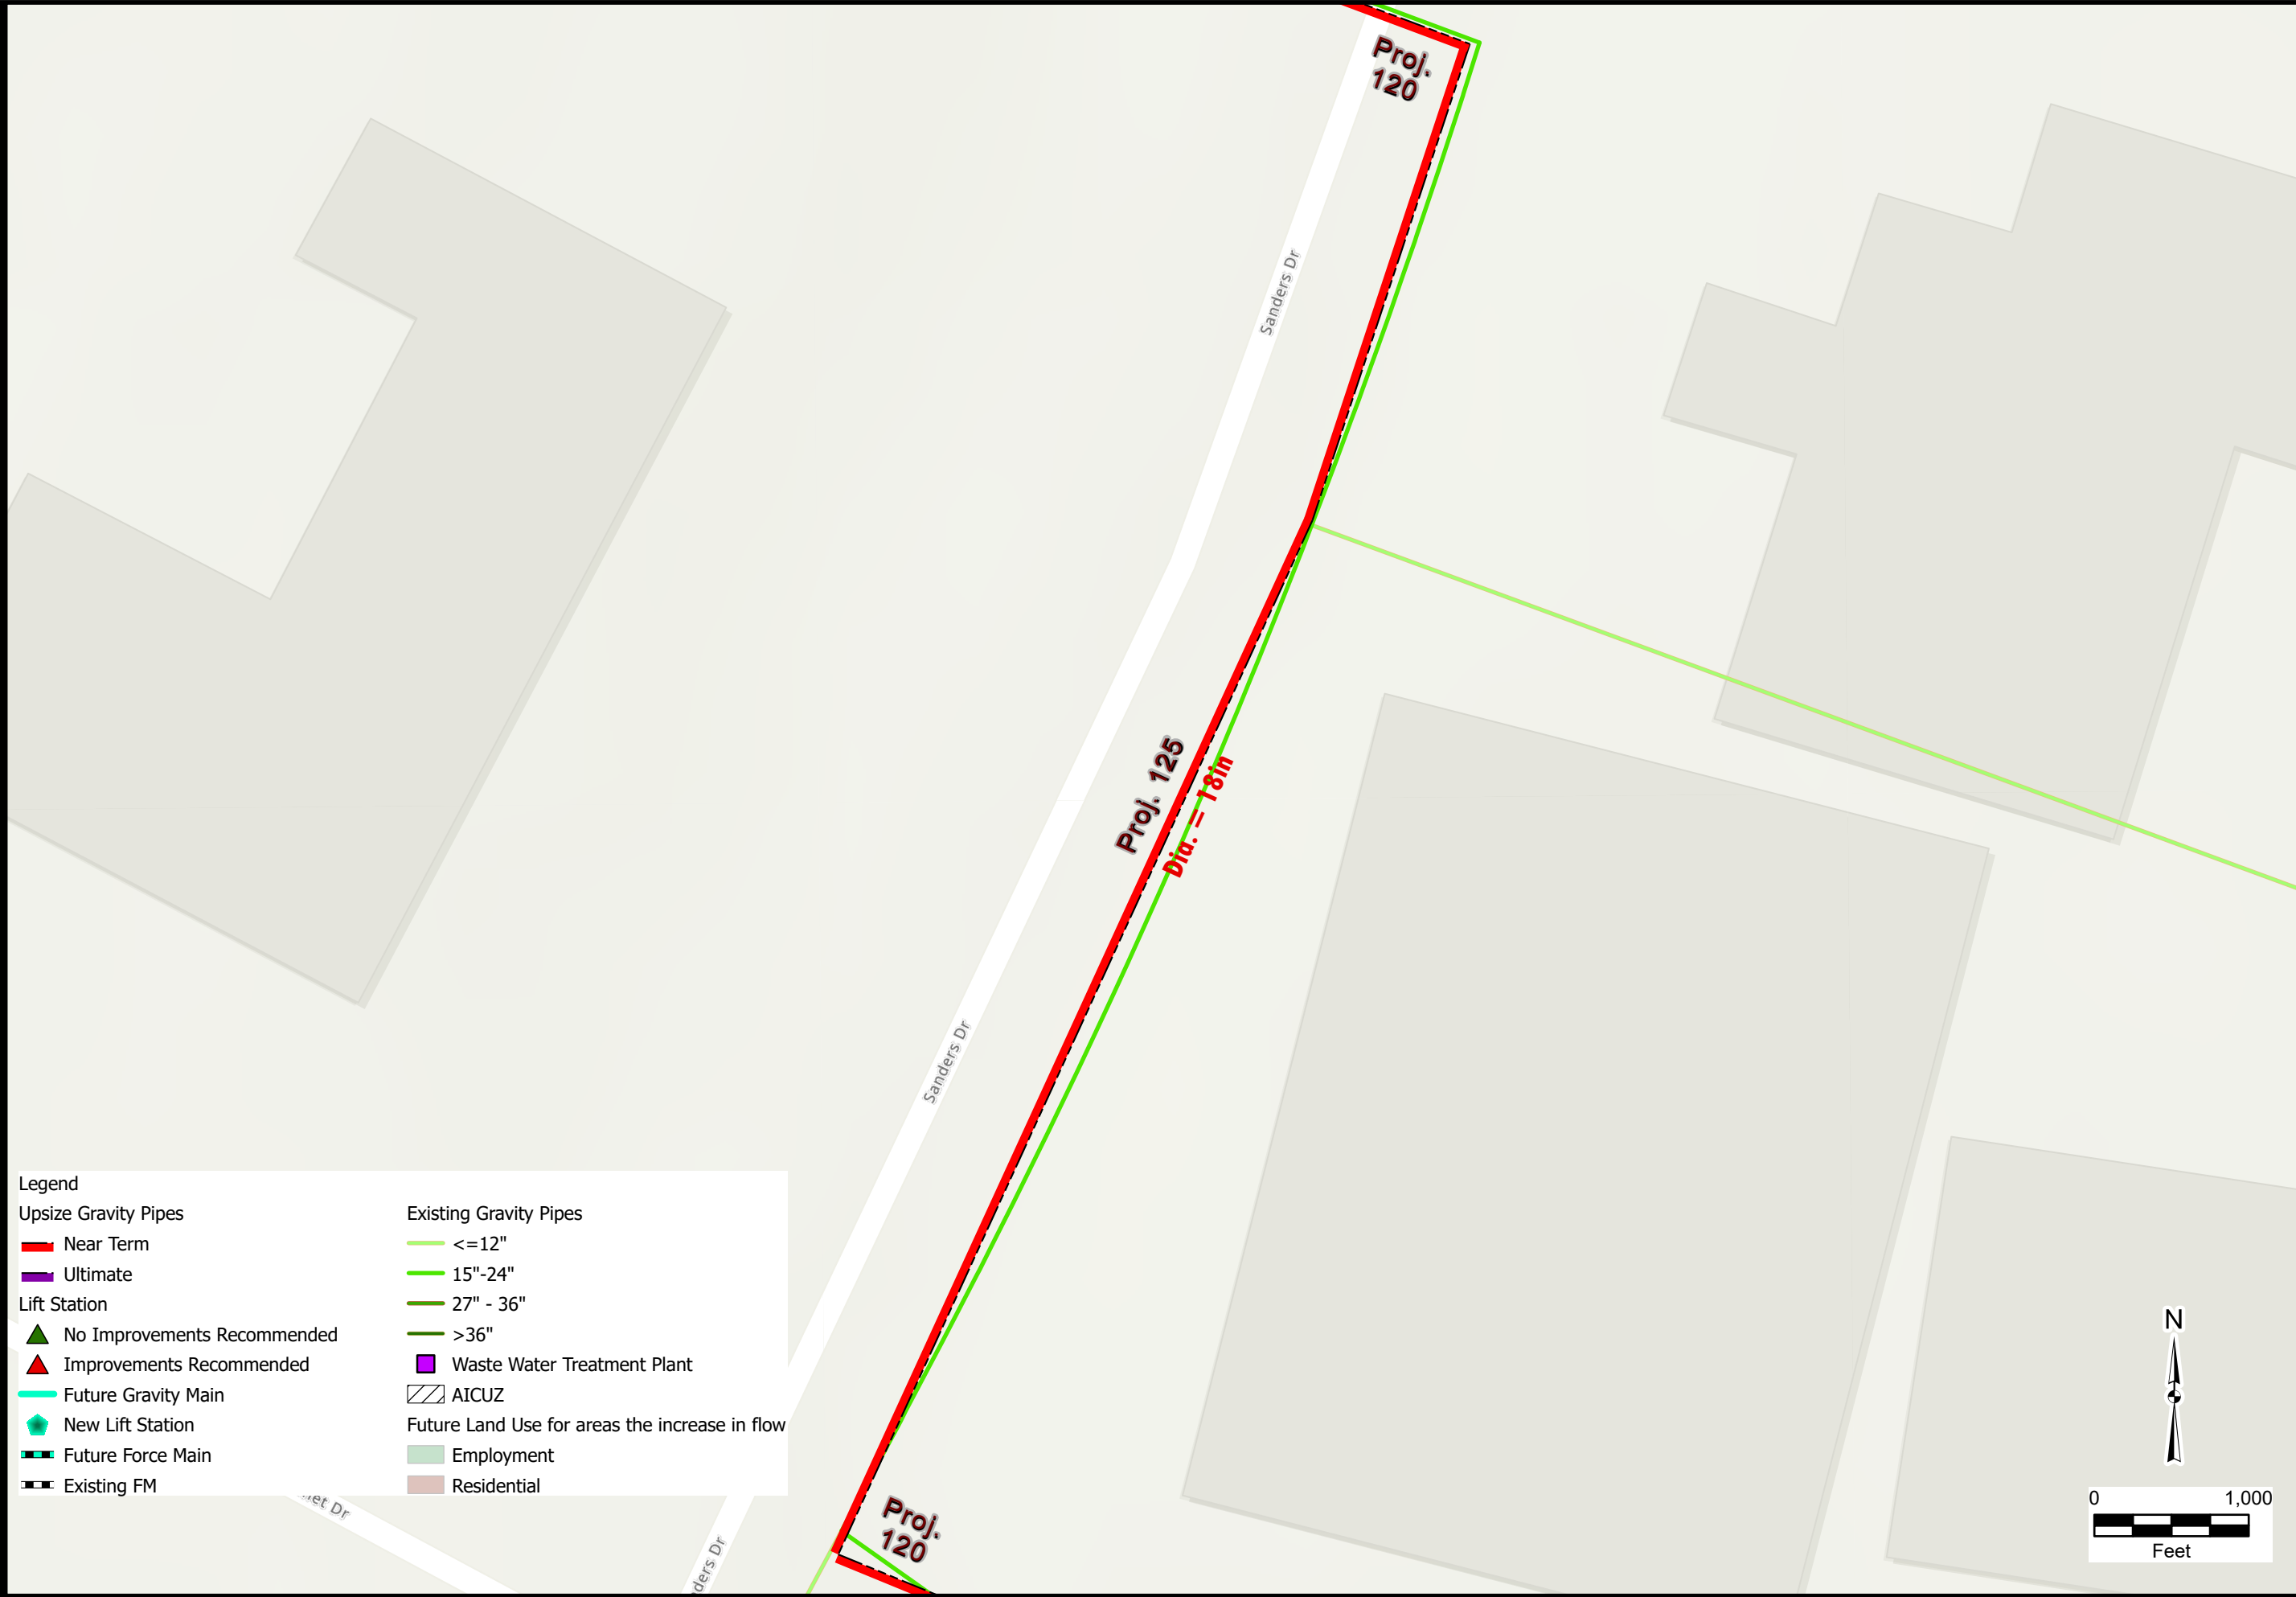 Proj.
120
Sanders Dr
Proj. 125
Dia. = 18in
Sanders Dr
Legend
Upsize Gravity Pipes
Near Term
Ultimate
Lift Station
No Improvements Recommended
Improvements Recommended
Future Gravity Main
New Lift Station
Future Force Main
Existing FM
Existing Gravity Pipes
<=12"
15"-24"
27" - 36"
>36"
Waste Water Treatment Plant
AICUZ
Future Land Use for areas the increase in flow
Employment
Residential
Dr
Proj.
120
Dr
N
0 1,000
Feet